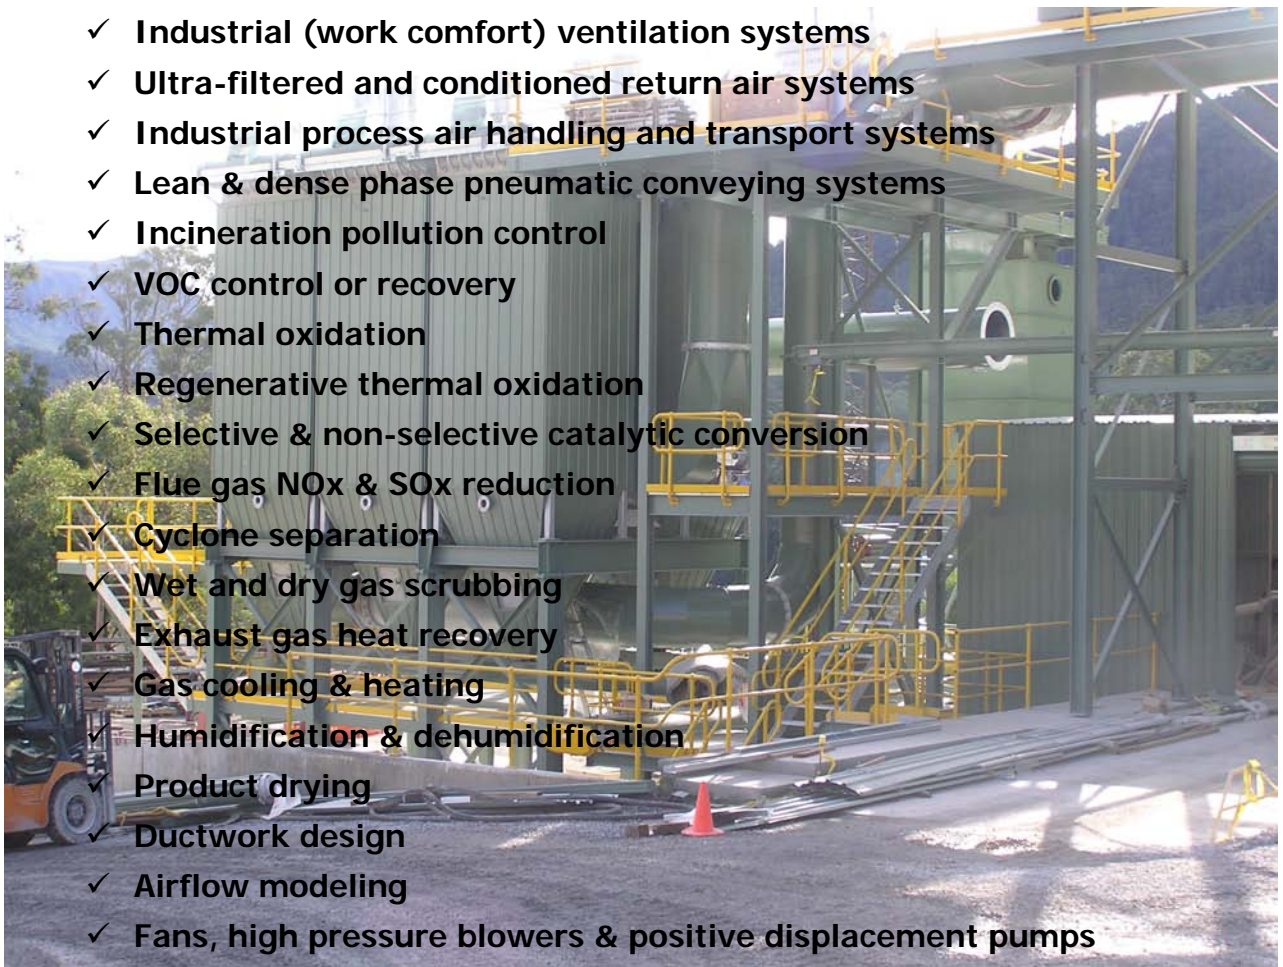 ✓ Industrial (work comfort) ventilation systems
✓ Ultra-filtered and conditioned return air systems
✓ Industrial process air handling and transport systems
✓ Lean & dense phase pneumatic conveying systems
✓ Incineration pollution control
✓ VOC control or recovery
✓ Thermal oxidation
✓ Regenerative thermal oxidation
✓ Selective & non-selective catalytic conversion
✓ Flue gas NOx & SOx reduction
✓ Cyclone separation
✓ Wet and dry gas scrubbing
✓ Exhaust gas heat recovery
✓ Gas cooling & heating
✓ Humidification & dehumidification
✓ Product drying
✓ Ductwork design
✓ Airflow modeling
✓ Fans, high pressure blowers & positive displacement pumps